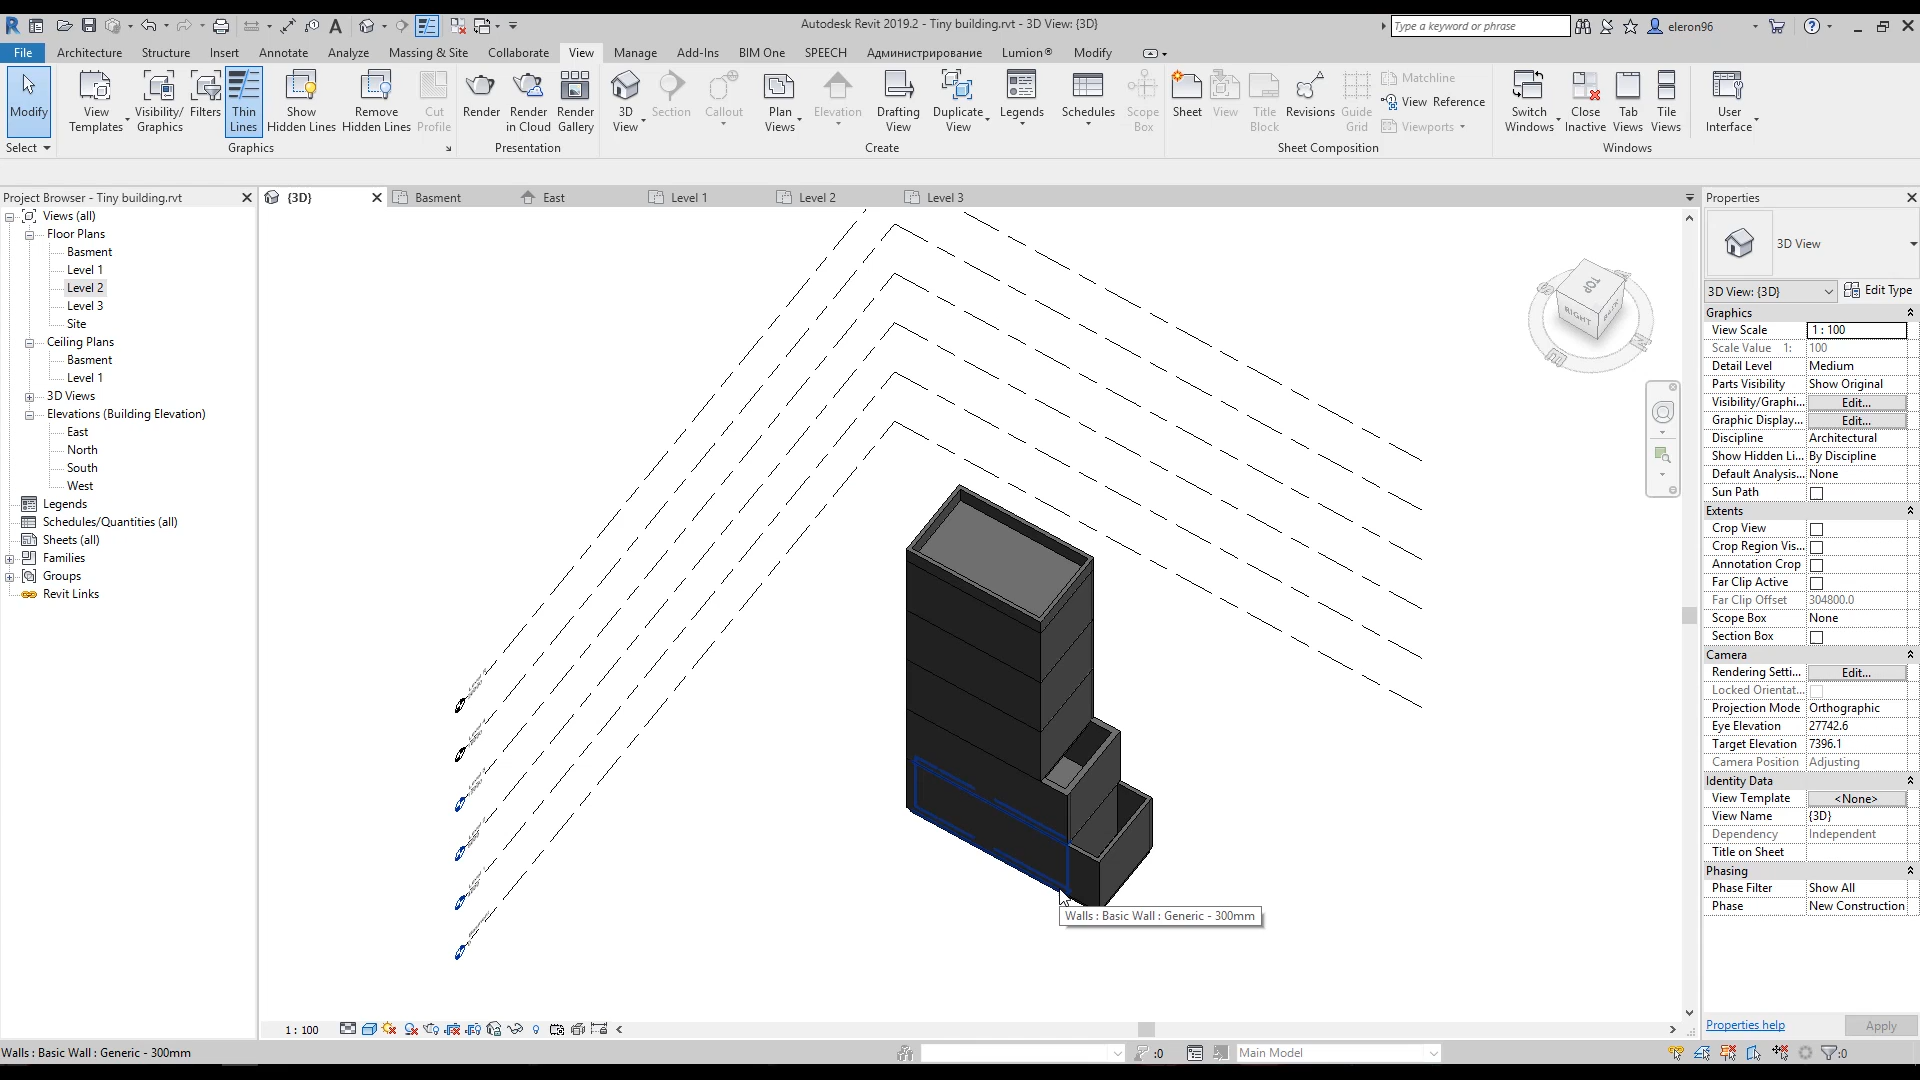 Autodesk Revit 2019.2 - Tiny building.rvt - 3D View: {3D}
Type a keyword or phrase
eleron96
File Architecture Structure Insert Annotate Analyze Massing & Site Collaborate View Manage Add-Ins BIM One SPEECH Администрирование Lumion® Modify
Modify
View Templates
Visibility/ Graphics
Filters
Thin Lines
Show Hidden Lines
Remove Hidden Lines
Cut Profile
Render
Render in Cloud
Render Gallery
3D View
Section
Callout
Plan Views
Elevation
Drafting View
Duplicate View
Legends
Schedules
Scope Box
Sheet
View
Title Block
Revisions
Guide Grid
Matchline
View Reference
Viewports
Switch Windows
Close Inactive
Tab Views
Tile Views
User Interface
Select
Graphics
Presentation
Create
Sheet Composition
Windows
Project Browser - Tiny building.rvt
Views (all)
Floor Plans
Basment
Level 1
Level 2
Level 3
Site
Ceiling Plans
Basment
Level 1
3D Views
Elevations (Building Elevation)
East
North
South
West
Legends
Schedules/Quantities (all)
Sheets (all)
Families
Groups
Revit Links
{3D}
Basment
East
Level 1
Level 2
Level 3
TOP
RIGHT
BACK
Walls : Basic Wall : Generic - 300mm
1 : 100
Properties
3D View
3D View: {3D}
Edit Type
Graphics
View Scale 1 : 100
Scale Value 1: 100
Detail Level Medium
Parts Visibility Show Original
Visibility/Graphi... Edit...
Graphic Display... Edit...
Discipline Architectural
Show Hidden Li... By Discipline
Default Analysis... None
Sun Path
Extents
Crop View
Crop Region Vis...
Annotation Crop
Far Clip Active
Far Clip Offset 304800.0
Scope Box None
Section Box
Camera
Rendering Setti... Edit...
Locked Orientat...
Projection Mode Orthographic
Eye Elevation 27742.6
Target Elevation 7396.1
Camera Position Adjusting
Identity Data
View Template <None>
View Name {3D}
Dependency Independent
Title on Sheet
Phasing
Phase Filter Show All
Phase New Construction
Properties help
Apply
Walls : Basic Wall : Generic - 300mm
:0
Main Model
:0